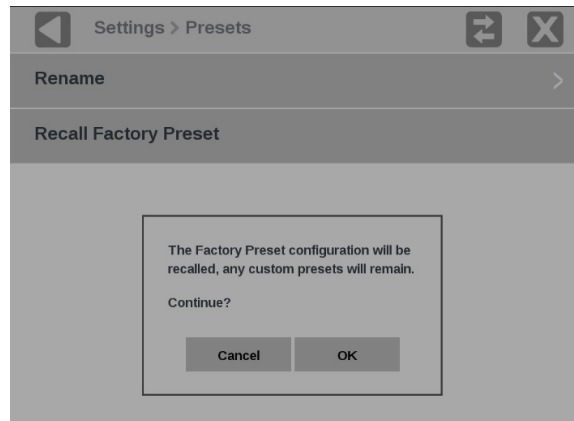 Settings > Presets
Rename >
Recall Factory Preset
The Factory Preset configuration will be
recalled, any custom presets will remain.
Continue?
Cancel OK